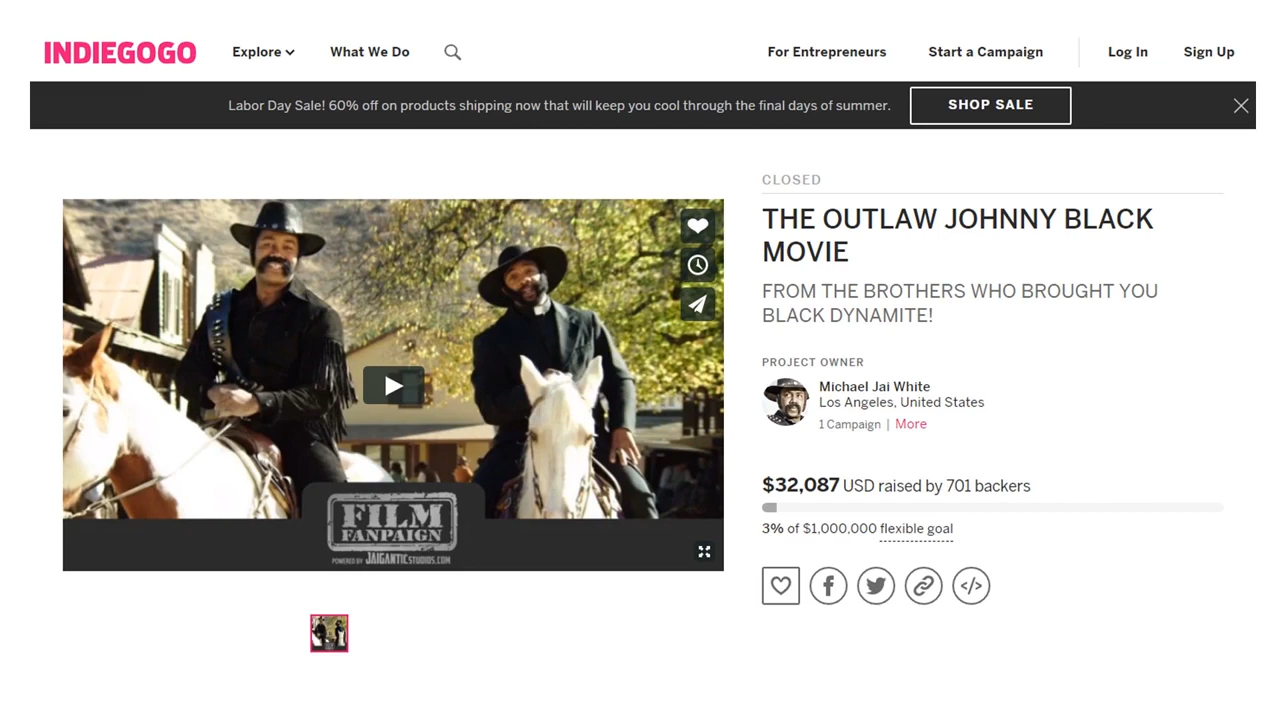 INDIEGOGO Explore What We Do For Entrepreneurs Start a Campaign Log In Sign Up
Labor Day Sale! 60% off on products shipping now that will keep you cool through the final days of summer. SHOP SALE
CLOSED
THE OUTLAW JOHNNY BLACK
MOVIE
FROM THE BROTHERS WHO BROUGHT YOU
BLACK DYNAMITE!
PROJECT OWNER
Michael Jai White
Los Angeles, United States
1 Campaign | More
$32,087 USD raised by 701 backers
3% of $1,000,000 flexible goal
FILM
FANPAIGN
POWERED BY JAIGANTICSTUDIOS.COM